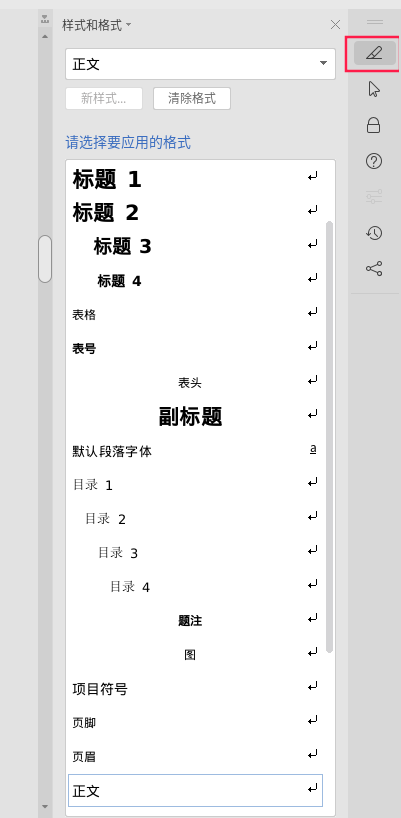 样式和格式
正文
新样式... 清除格式
请选择要应用的格式
标题 1
标题 2
标题 3
标题 4
表格
表号
表头
副标题
默认段落字体 a
目录 1
目录 2
目录 3
目录 4
题注
图
项目符号
页脚
页眉
正文